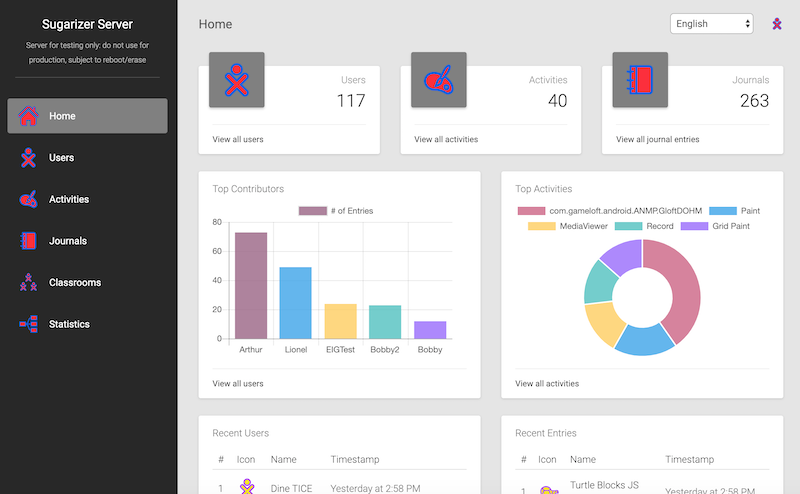 Sugarizer Server
Server for testing only: do not use for
production, subject to reboot/erase
Home
Users
Activities
Journals
Classrooms
Statistics
Home
English
Users
117
View all users
Activities
40
View all activities
Journals
263
View all journal entries
Top Contributors
# of Entries
80
60
40
20
0
Arthur Lionel EIGTest Bobby2 Bobby
View all users
Top Activities
com.gameloft.android.ANMP.GloftDOHM Paint
MediaViewer Record Grid Paint
View all activities
Recent Users
# Icon Name Timestamp
1 Dine TICE Yesterday at 2:58 PM
Recent Entries
# Icon Name Timestamp
1 Turtle Blocks JS Yesterday at 2:58 PM